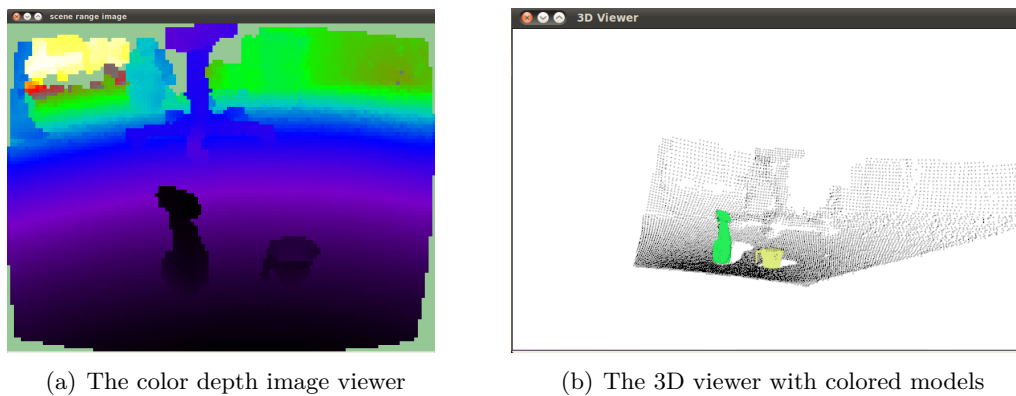 scene range image
3D Viewer
(a) The color depth image viewer
(b) The 3D viewer with colored models